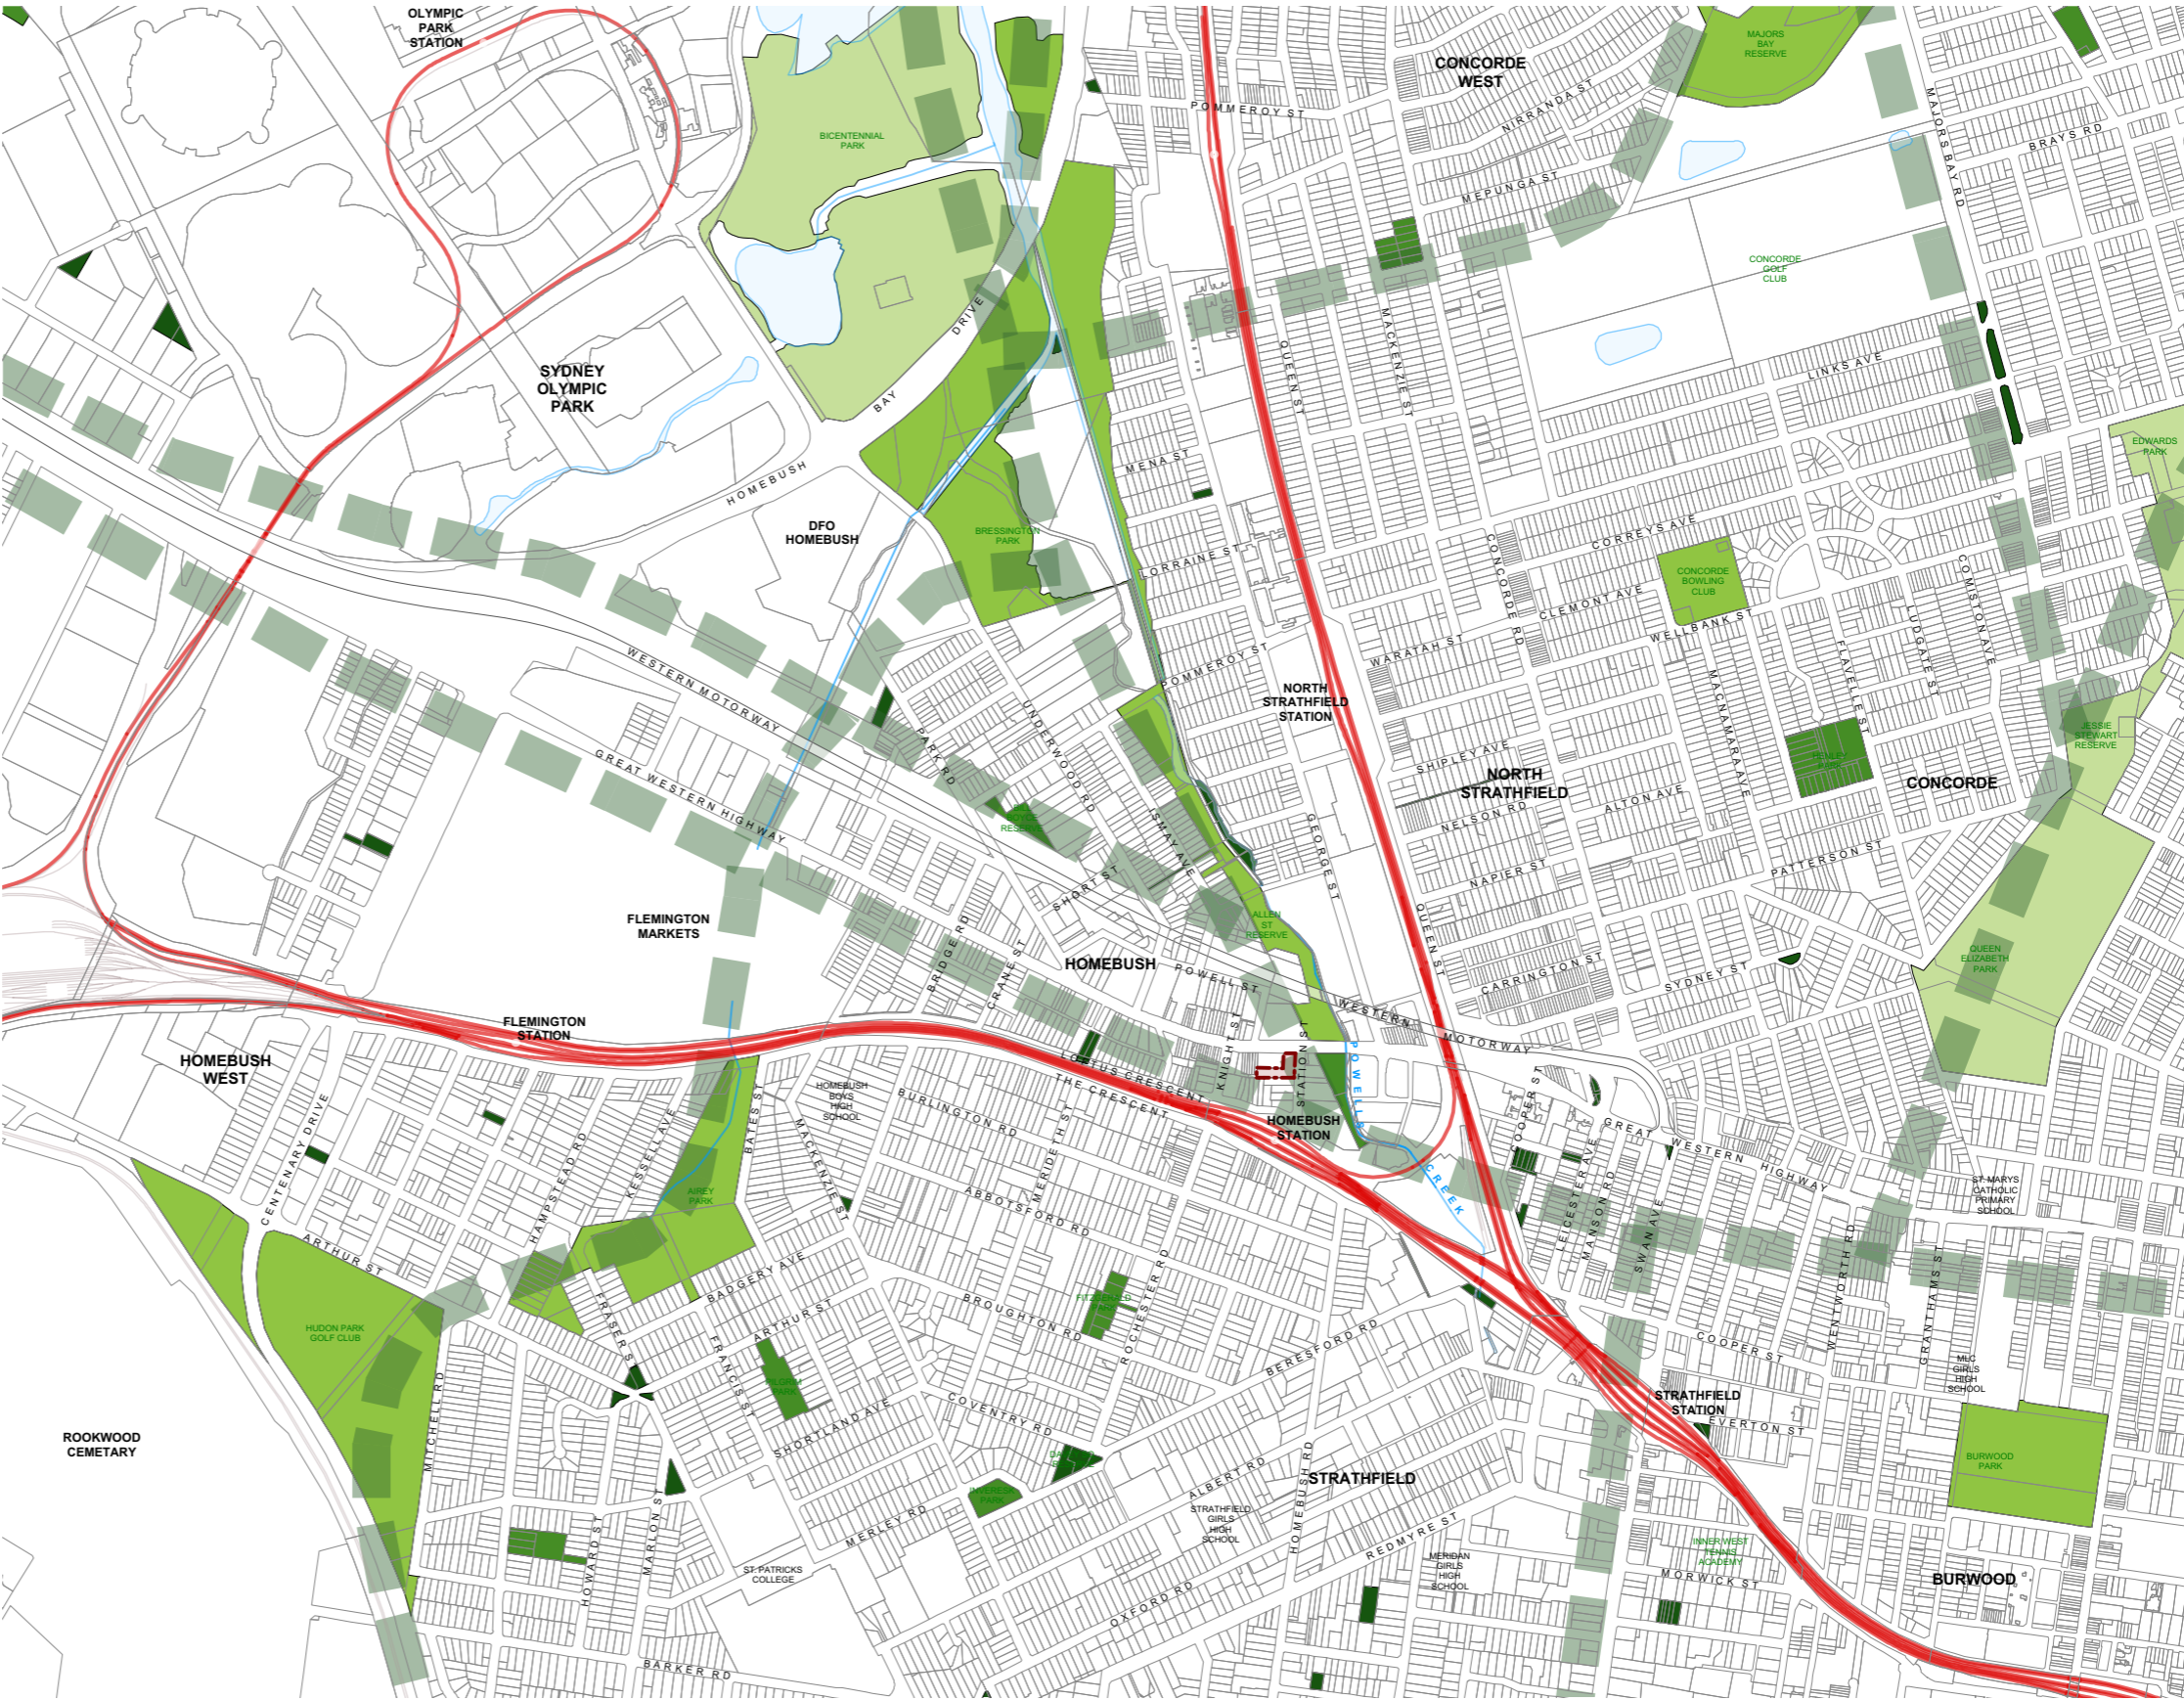 OLYMPIC
PARK
STATION
MAJORS
BAY
RESERVE
CONCORDE
WEST
POMMEROY ST
NIRRANDA ST
MAJORS BAY RD
BRAYS RD
BICENTENNIAL
PARK
MEPUNGA ST
CONCORDE
GOLF
CLUB
BAY
DRIVE
MACKENZIE ST
QUEEN ST
LINKS AVE
SYDNEY
OLYMPIC
PARK
EDWARDS
PARK
MENA ST
HOMEBUSH
DFO
HOMEBUSH
BRESSINGTON
PARK
LORRAINE ST
CONCORDE RD
CORREYS AVE
CONCORDE
BOWLING
CLUB
COMISTON AVE
CLEMONT AVE
LUDGATE ST
WELLBANK ST
FLAVELLE ST
WARATAH ST
WESTERN MOTORWAY
POMMEROY ST
NORTH
STRATHFIELD
STATION
MACNAMARA AVE
UNDERWOOD RD
PARK RD
JESSIE
STEWART
RESERVE
GREAT WESTERN HIGHWAY
SHIPLEY AVE
NORTH
STRATHFIELD
HENLEY
PARK
CONCORDE
ALTON AVE
NELSON RD
BOYCE
RESERVE
ISMAY AVE
GEORGE ST
PATTERSON ST
NAPIER ST
SHORT ST
FLEMINGTON
MARKETS
ALLEN
ST
RESERVE
QUEEN ST
BRIDGE RD
CRANE ST
HOMEBUSH
POWELL ST
CARRINGTON ST
SYDNEY ST
QUEEN
ELIZABETH
PARK
WESTERN
MOTORWAY
FLEMINGTON
STATION
HOMEBUSH
WEST
LOFTUS CRESCENT
THE CRESCENT
KNIGHT ST
STATION ST
POWELLS
CREEK
HOMEBUSH
BOYS
HIGH
SCHOOL
BURLINGTON RD
HOMEBUSH
STATION
COOPER ST
GREAT WESTERN HIGHWAY
CENTENARY DRIVE
HAMPSTEAD RD
KESSELL AVE
BATES ST
MACKENZIE ST
MERIDETH ST
AIREY
PARK
ABBOTSFORD RD
LEICESTER AVE
MANSON RD
SWAN AVE
ST. MARYS
CATHOLIC
PRIMARY
SCHOOL
ARTHUR ST
BADGERY AVE
ROCHESTER RD
WENTWORTH RD
GRANTHAMS ST
FITZGERALD
PARK
BROUGHTON RD
HUDON PARK
GOLF CLUB
FRASER S
ARTHUR ST
FRANCIS ST
BERESFORD RD
COOPER ST
MLC
GIRLS
HIGH
SCHOOL
PILGRIM
PARK
MITCHELL RD
SHORTLAND AVE
COVENTRY RD
STRATHFIELD
STATION
EVERTON ST
ROOKWOOD
CEMETARY
BURWOOD
PARK
ALBERT RD
HOMEBUSH RD
STRATHFIELD
INVERESK
PARK
STRATHFIELD
GIRLS
HIGH
SCHOOL
MERLEY RD
REDMYRE ST
HOWARD ST
MARLON ST
ST. PATRICKS
COLLEGE
MERIDAN
GIRLS
HIGH
SCHOOL
INNER WEST
TENNIS
ACADEMY
MORWICK ST
BURWOOD
OXFORD RD
BARKER RD